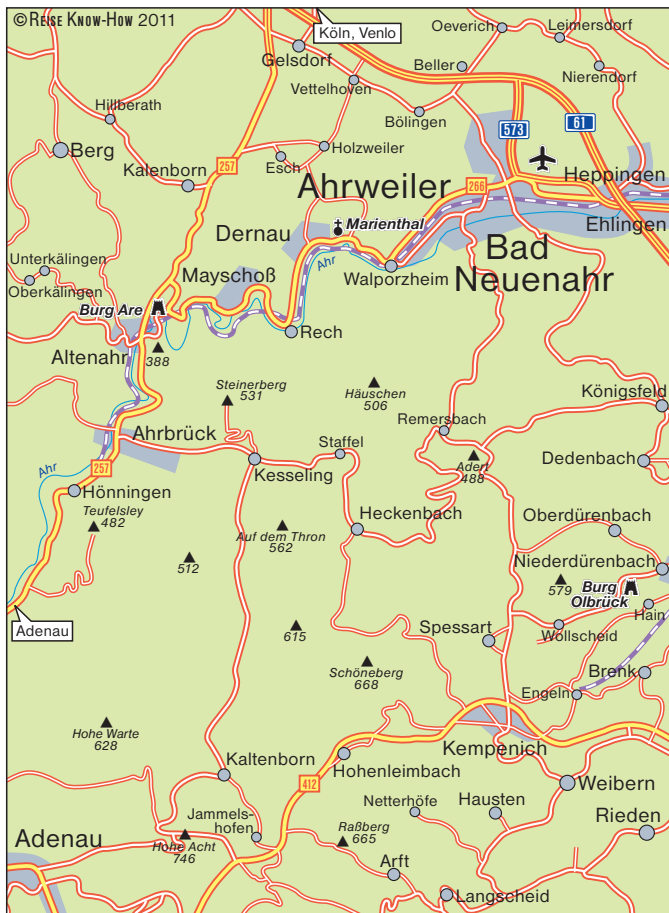 © REISE KNOW-HOW 2011
Köln, Venlo
Oeverich
Leimersdorf
Gelsdorf
Beller
Nierendorf
Vettelhoven
Hillberath
Bölingen
573
61
Berg
Holzweiler
Esch
257
Kalenborn
Ahrweiler
266
Heppingen
Marienthal
Ehlingen
Dernau
Bad
Neuenahr
Unterkälingen
Mayschoß
Ahr
Walporzheim
Oberkälingen
Burg Are
Rech
Altenahr
388
Steinerberg
531
Häuschen
506
Königsfeld
Remersbach
Ahrbrück
Staffel
Adert
488
Dedenbach
Ahr
257
Kesseling
Hönningen
Teufelsley
482
Heckenbach
Oberdürenbach
Auf dem Thron
562
512
Niederdürenbach
579
Burg
Olbrück
Hain
Adenau
615
Spessart
Wollscheid
Schöneberg
668
Brenk
Engeln
Hohe Warte
628
Kempenich
Kaltenborn
Hohenleimbach
412
Weibern
Netterhöfe
Hausten
Jammels-
hofen
Rieden
Adenau
Hohe Acht
746
Raßberg
665
Arft
Langscheid